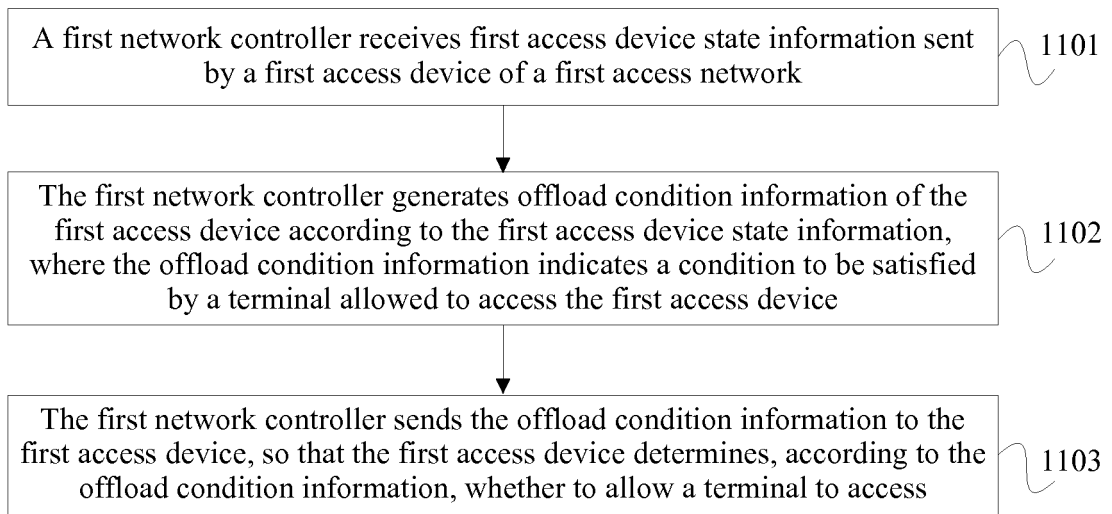 A first network controller receives first access device state information sent
by a first access device of a first access network
1101
The first network controller generates offload condition information of the
first access device according to the first access device state information,
where the offload condition information indicates a condition to be satisfied
by a terminal allowed to access the first access device
1102
The first network controller sends the offload condition information to the
first access device, so that the first access device determines, according to the
offload condition information, whether to allow a terminal to access
1103